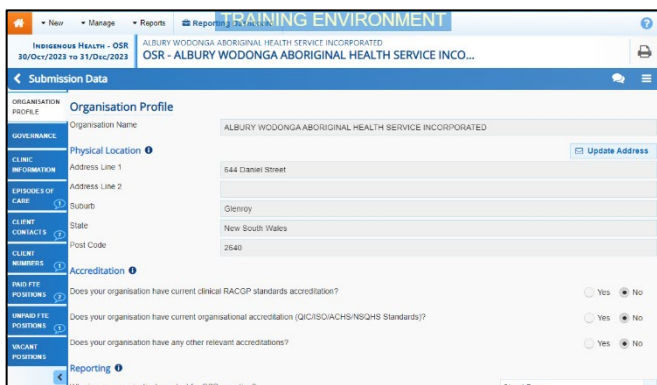 New
Manage
Reports
Reporting
TRAINING ENVIRONMENT
INDIGENOUS HEALTH - OSR
30/OCT/2023 TO 31/DEC/2023
ALBURY WODONGA ABORIGINAL HEALTH SERVICE INCORPORATED
OSR - ALBURY WODONGA ABORIGINAL HEALTH SERVICE INCO...
Submission Data
ORGANISATION
PROFILE
GOVERNANCE
CLINIC
INFORMATION
EPISODES OF
CARE
CLIENT
CONTACTS
CLIENT
NUMBERS
PAID FTE
POSITIONS
UNPAID FTE
POSITIONS
VACANT
POSITIONS
Organisation Profile
Organisation Name
ALBURY WODONGA ABORIGINAL HEALTH SERVICE INCORPORATED
Physical Location
Update Address
Address Line 1
644 Daniel Street
Address Line 2
Suburb
Glenroy
State
New South Wales
Post Code
2640
Accreditation
Does your organisation have current clinical RACGP standards accreditation?
Yes No
Does your organisation have current organisational accreditation (QIC/ISO/ACHS/NSQHS Standards)?
Yes No
Does your organisation have any other relevant accreditations?
Yes No
Reporting